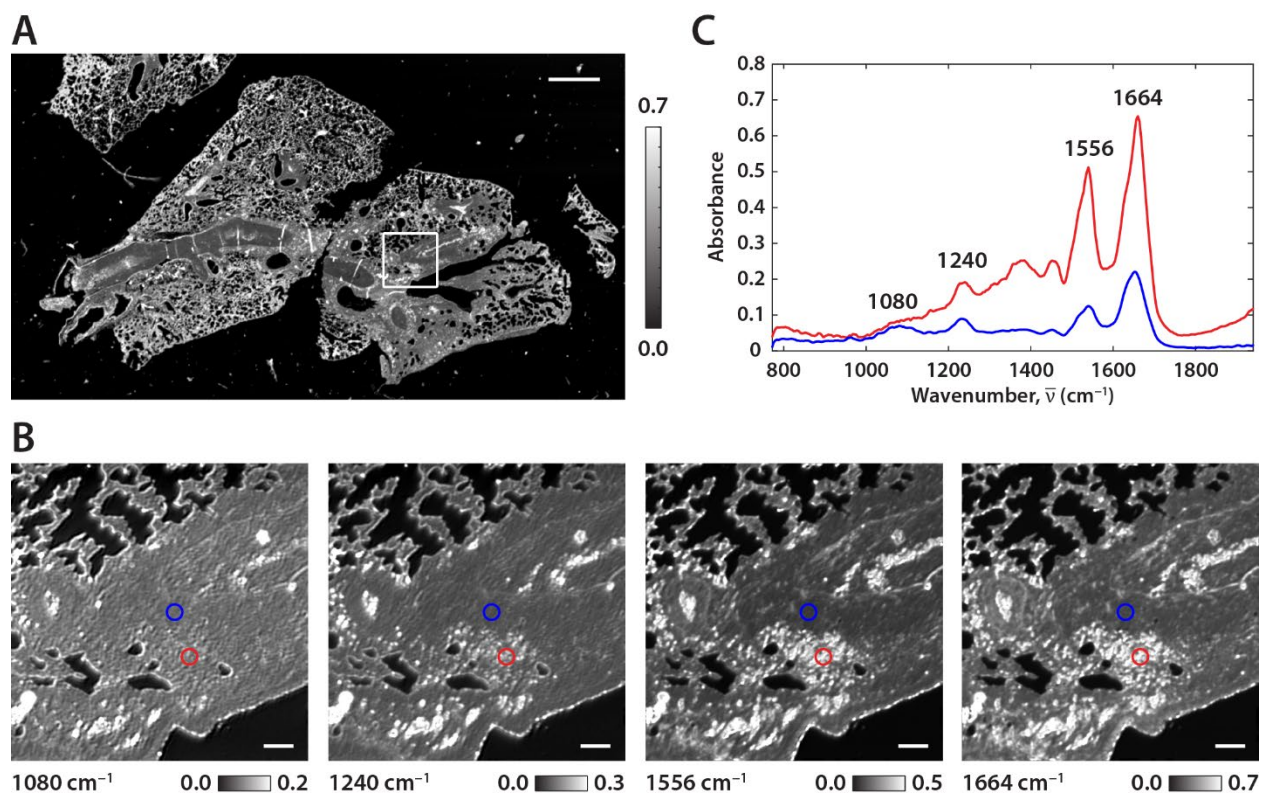 A
0.7
0.0
C
0.8
0.7
0.6
0.5
0.4
0.3
0.2
0.1
0
Absorbance
1080
1240
1556
1664
800 1000 1200 1400 1600 1800
Wavenumber, ν̅ (cm⁻¹)
B
1080 cm⁻¹ 0.0 0.2
1240 cm⁻¹ 0.0 0.3
1556 cm⁻¹ 0.0 0.5
1664 cm⁻¹ 0.0 0.7